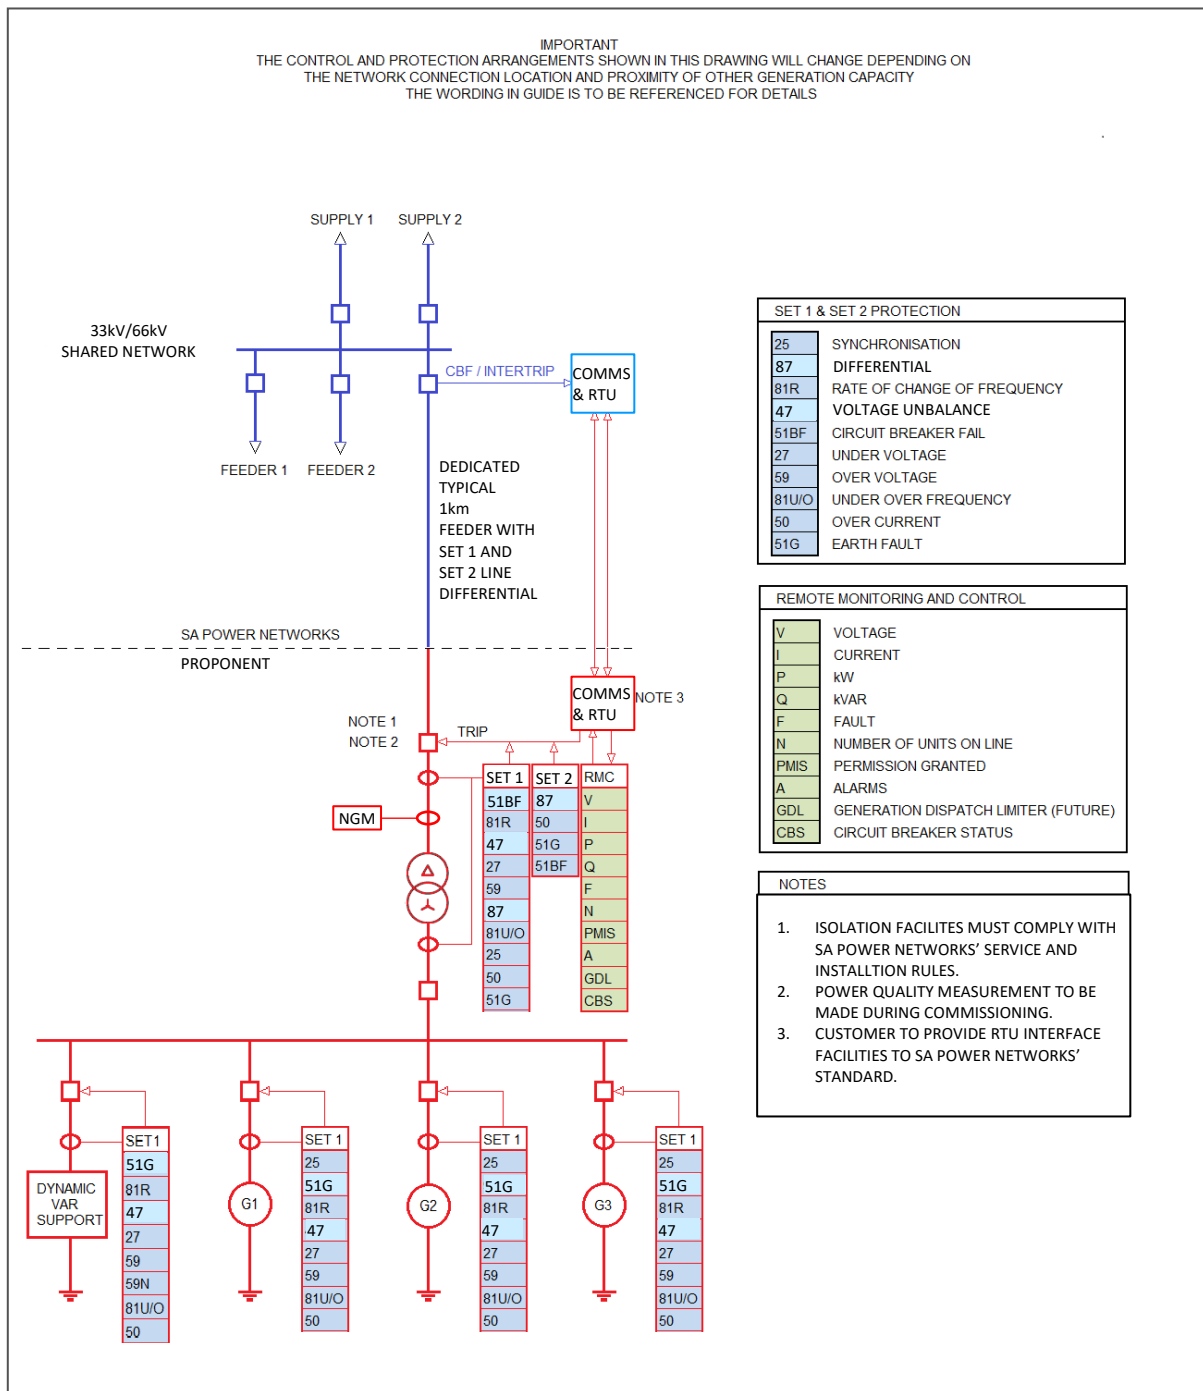 IMPORTANT
THE CONTROL AND PROTECTION ARRANGEMENTS SHOWN IN THIS DRAWING WILL CHANGE DEPENDING ON
THE NETWORK CONNECTION LOCATION AND PROXIMITY OF OTHER GENERATION CAPACITY
THE WORDING IN GUIDE IS TO BE REFERENCED FOR DETAILS
SUPPLY 1
SUPPLY 2
33kV/66kV
SHARED NETWORK
CBF / INTERTRIP
COMMS
& RTU
FEEDER 1
FEEDER 2
DEDICATED
TYPICAL
1km
FEEDER WITH
SET 1 AND
SET 2 LINE
DIFFERENTIAL
SA POWER NETWORKS
PROPONENT
COMMS
& RTU
NOTE 3
NOTE 1
NOTE 2
TRIP
NGM
SET 1
51BF
81R
47
27
59
87
81U/O
25
50
51G
SET 2
87
50
51G
51BF
RMC
V
I
P
Q
F
N
PMIS
A
GDL
CBS
DYNAMIC
VAR
SUPPORT
SET1
51G
81R
47
27
59
59N
81U/O
50
G1
SET 1
25
51G
81R
47
27
59
81U/O
50
G2
SET 1
25
51G
81R
47
27
59
81U/O
50
G3
SET 1
25
51G
81R
47
27
59
81U/O
50
SET 1 & SET 2 PROTECTION
25 SYNCHRONISATION
87 DIFFERENTIAL
81R RATE OF CHANGE OF FREQUENCY
47 VOLTAGE UNBALANCE
51BF CIRCUIT BREAKER FAIL
27 UNDER VOLTAGE
59 OVER VOLTAGE
81U/O UNDER OVER FREQUENCY
50 OVER CURRENT
51G EARTH FAULT
REMOTE MONITORING AND CONTROL
V VOLTAGE
I CURRENT
P kW
Q kVAR
F FAULT
N NUMBER OF UNITS ON LINE
PMIS PERMISSION GRANTED
A ALARMS
GDL GENERATION DISPATCH LIMITER (FUTURE)
CBS CIRCUIT BREAKER STATUS
NOTES
1. ISOLATION FACILITES MUST COMPLY WITH
SA POWER NETWORKS' SERVICE AND
INSTALLTION RULES.
2. POWER QUALITY MEASUREMENT TO BE
MADE DURING COMMISSIONING.
3. CUSTOMER TO PROVIDE RTU INTERFACE
FACILITIES TO SA POWER NETWORKS'
STANDARD.